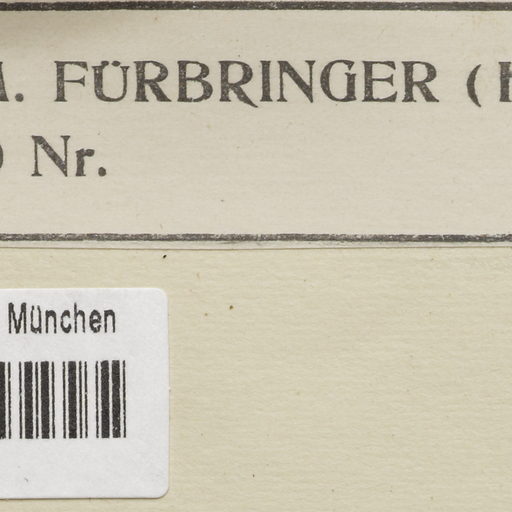 . FÜRBRINGER (
) Nr.
München